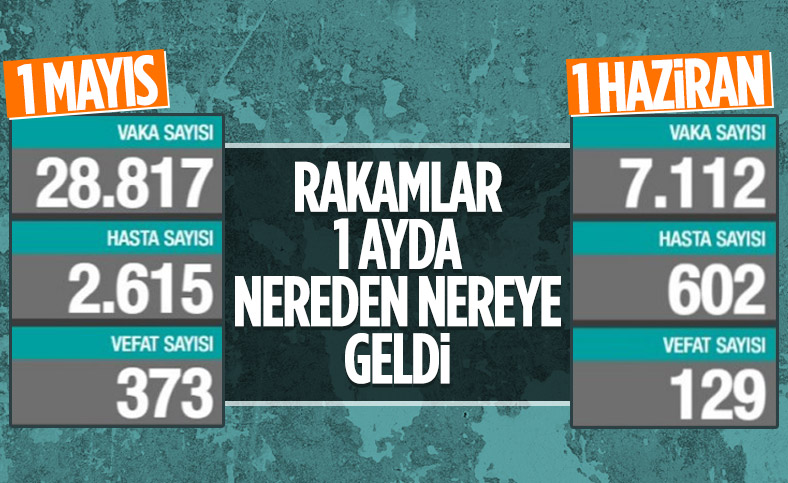 1 MAYIS
VAKA SAYISI
28.817
HASTA SAYISI
2.615
VEFAT SAYISI
373
RAKAMLAR
1 AYDA
NEREDEN NEREYE
GELDİ
1 HAZİRAN
VAKA SAYISI
7.112
HASTA SAYISI
602
VEFAT SAYISI
129